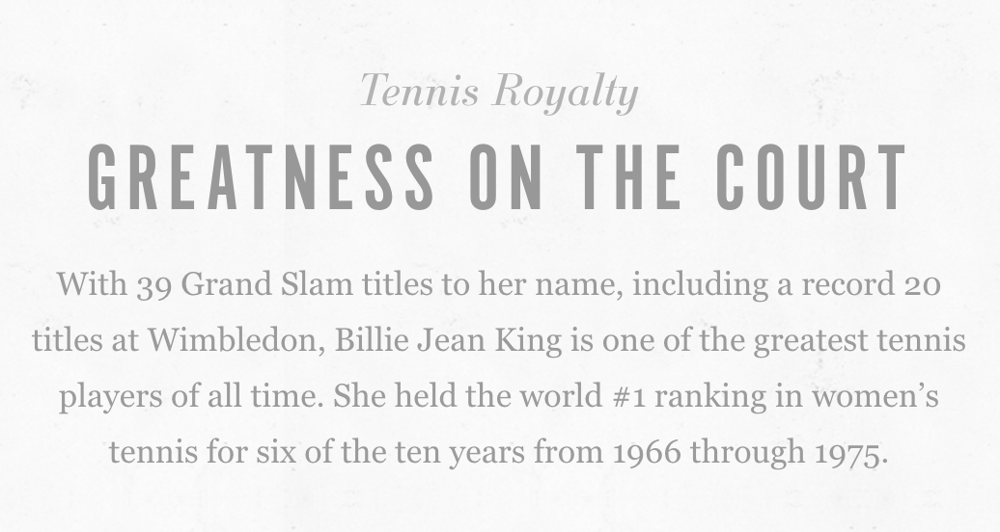 Tennis Royalty
GREATNESS ON THE COURT
With 39 Grand Slam titles to her name, including a record 20
titles at Wimbledon, Billie Jean King is one of the greatest tennis
players of all time. She held the world #1 ranking in women’s
tennis for six of the ten years from 1966 through 1975.